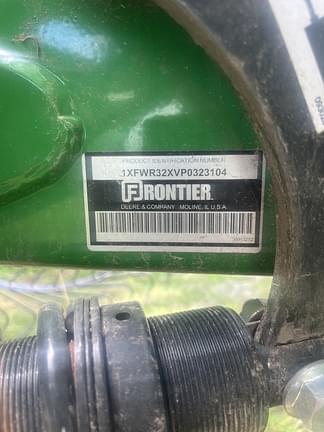 PRODUCT IDENTIFICATION NUMBER
1XFWR32XVP0323104
FRONTIER
DEERE & COMPANY MOLINE, IL U.S.A.